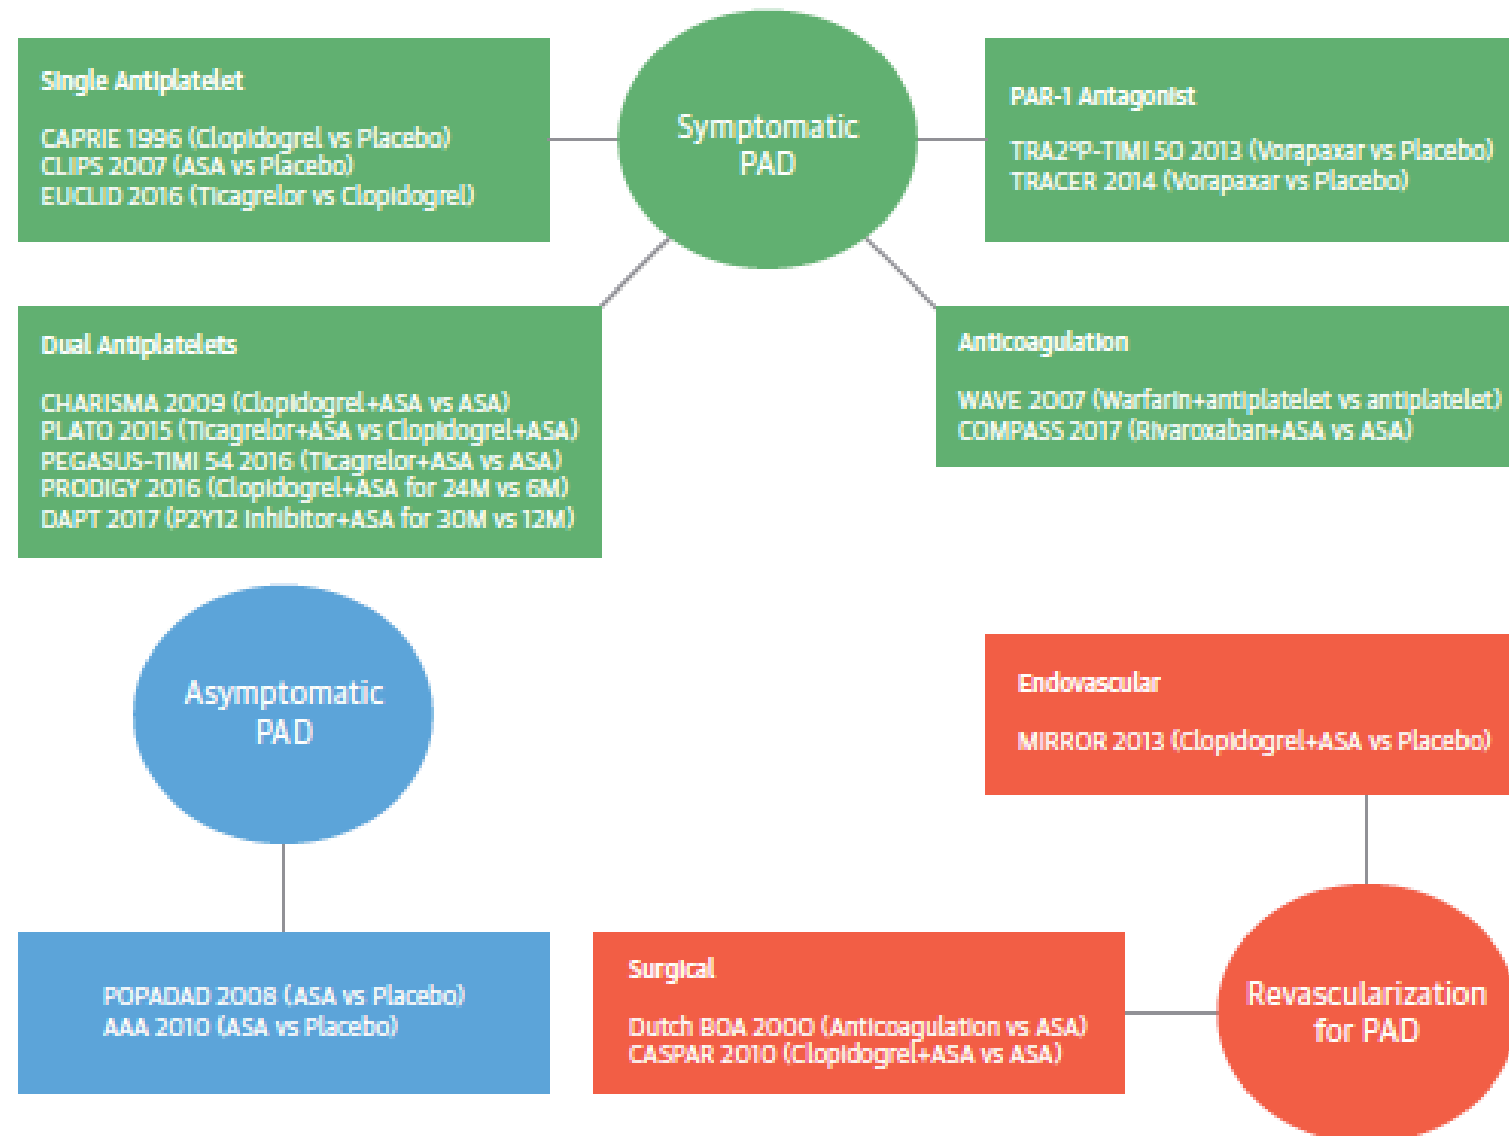 Single Antiplatelet
CAPRIE 1996 (Clopidogrel vs Placebo)
CLIPS 2007 (ASA vs Placebo)
EUCLID 2016 (Ticagrelor vs Clopidogrel)
Symptomatic
PAD
PAR-1 Antagonist
TRA2°P-TIMI 50 2013 (Vorapaxar vs Placebo)
TRACER 2014 (Vorapaxar vs Placebo)
Dual Antiplatelets
CHARISMA 2009 (Clopidogrel+ASA vs ASA)
PLATO 2015 (Ticagrelor+ASA vs Clopidogrel+ASA)
PEGASUS-TIMI 54 2016 (Ticagrelor+ASA vs ASA)
PRODIGY 2016 (Clopidogrel+ASA for 24M vs 6M)
DAPT 2017 (P2Y12 Inhibitor+ASA for 30M vs 12M)
Anticoagulation
WAVE 2007 (Warfarin+antiplatelet vs antiplatelet)
COMPASS 2017 (Rivaroxaban+ASA vs ASA)
Asymptomatic
PAD
POPADAD 2008 (ASA vs Placebo)
AAA 2010 (ASA vs Placebo)
Endovascular
MIRROR 2013 (Clopidogrel+ASA vs Placebo)
Surgical
Dutch BOA 2000 (Anticoagulation vs ASA)
CASPAR 2010 (Clopidogrel+ASA vs ASA)
Revascularization
for PAD